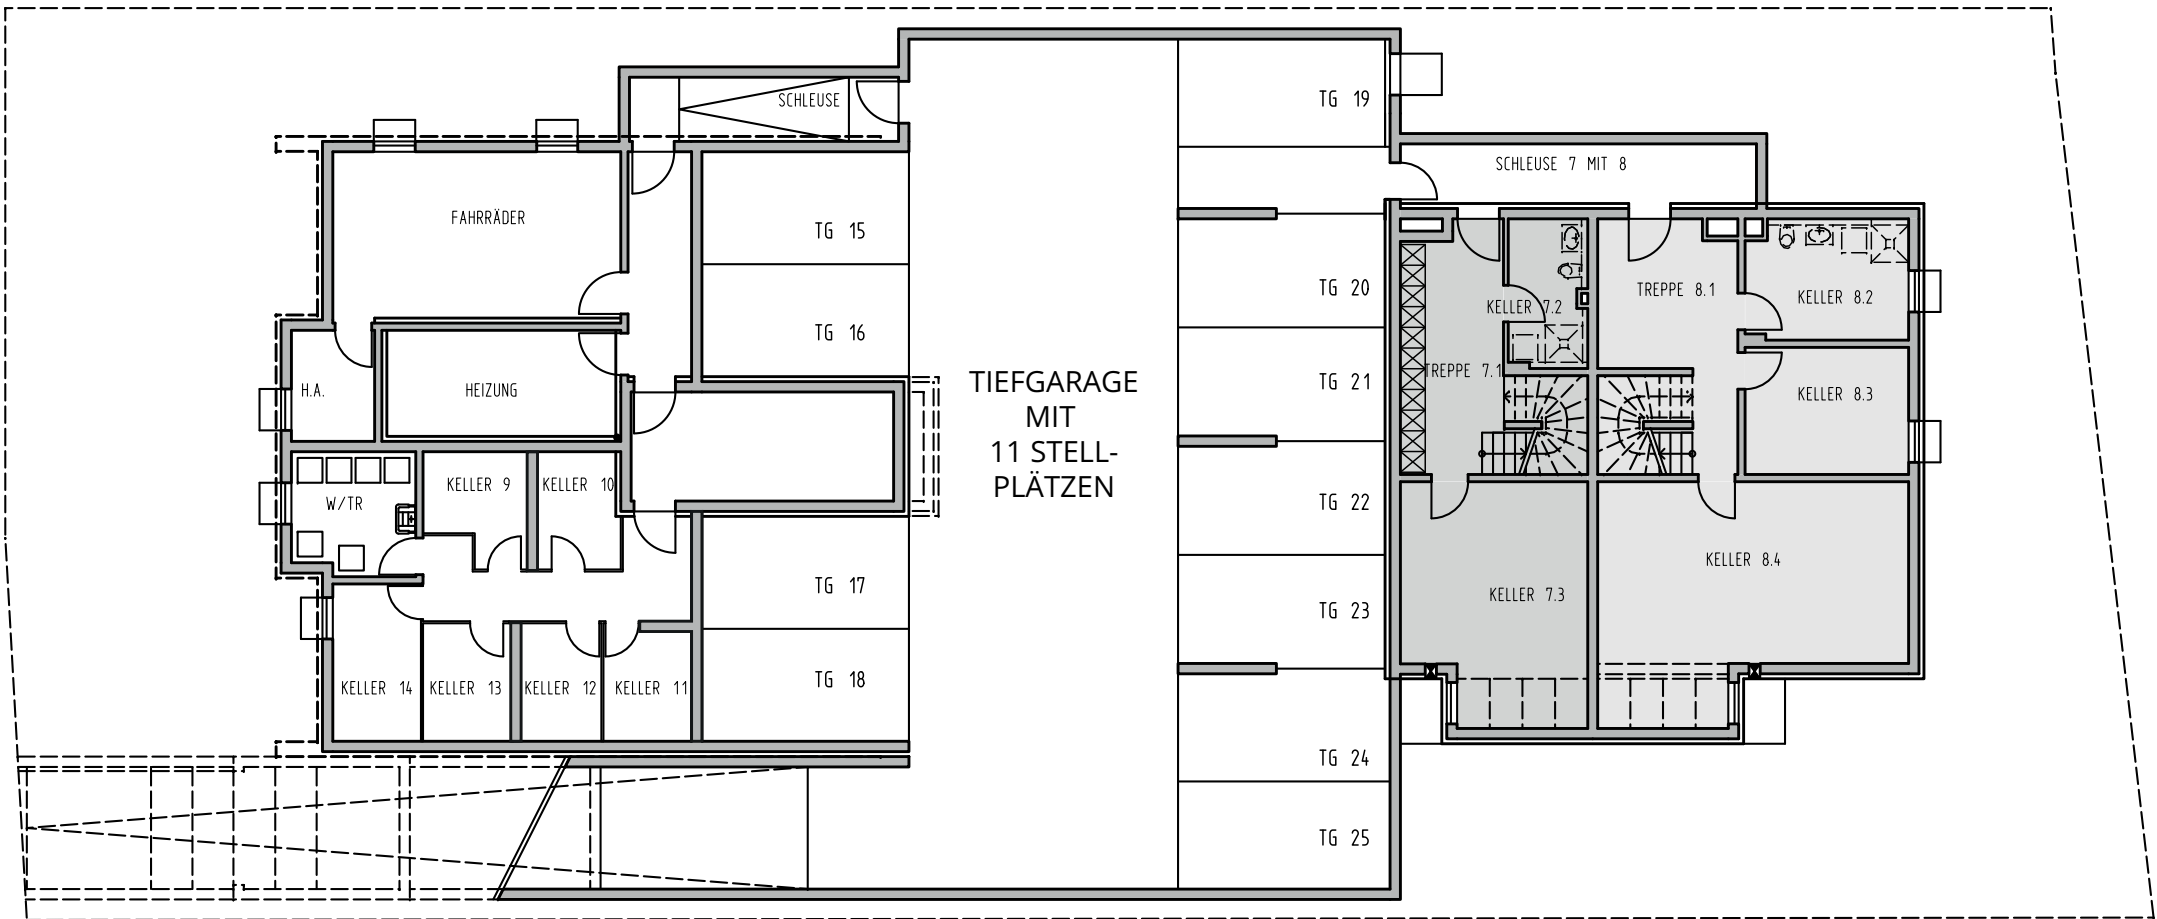 SCHLEUSE
TG 19
SCHLEUSE 7 MIT 8
FAHRRÄDER
TG 15
TG 20
KELLER 7.2
TREPPE 8.1
KELLER 8.2
TG 16
H.A.
HEIZUNG
TIEFGARAGE
MIT
11 STELL-
PLÄTZEN
TG 21
TREPPE 7.1
KELLER 8.3
KELLER 9
KELLER 10
W/TR
TG 22
TG 17
TG 23
KELLER 7.3
KELLER 8.4
KELLER 14
KELLER 13
KELLER 12
KELLER 11
TG 18
TG 24
TG 25